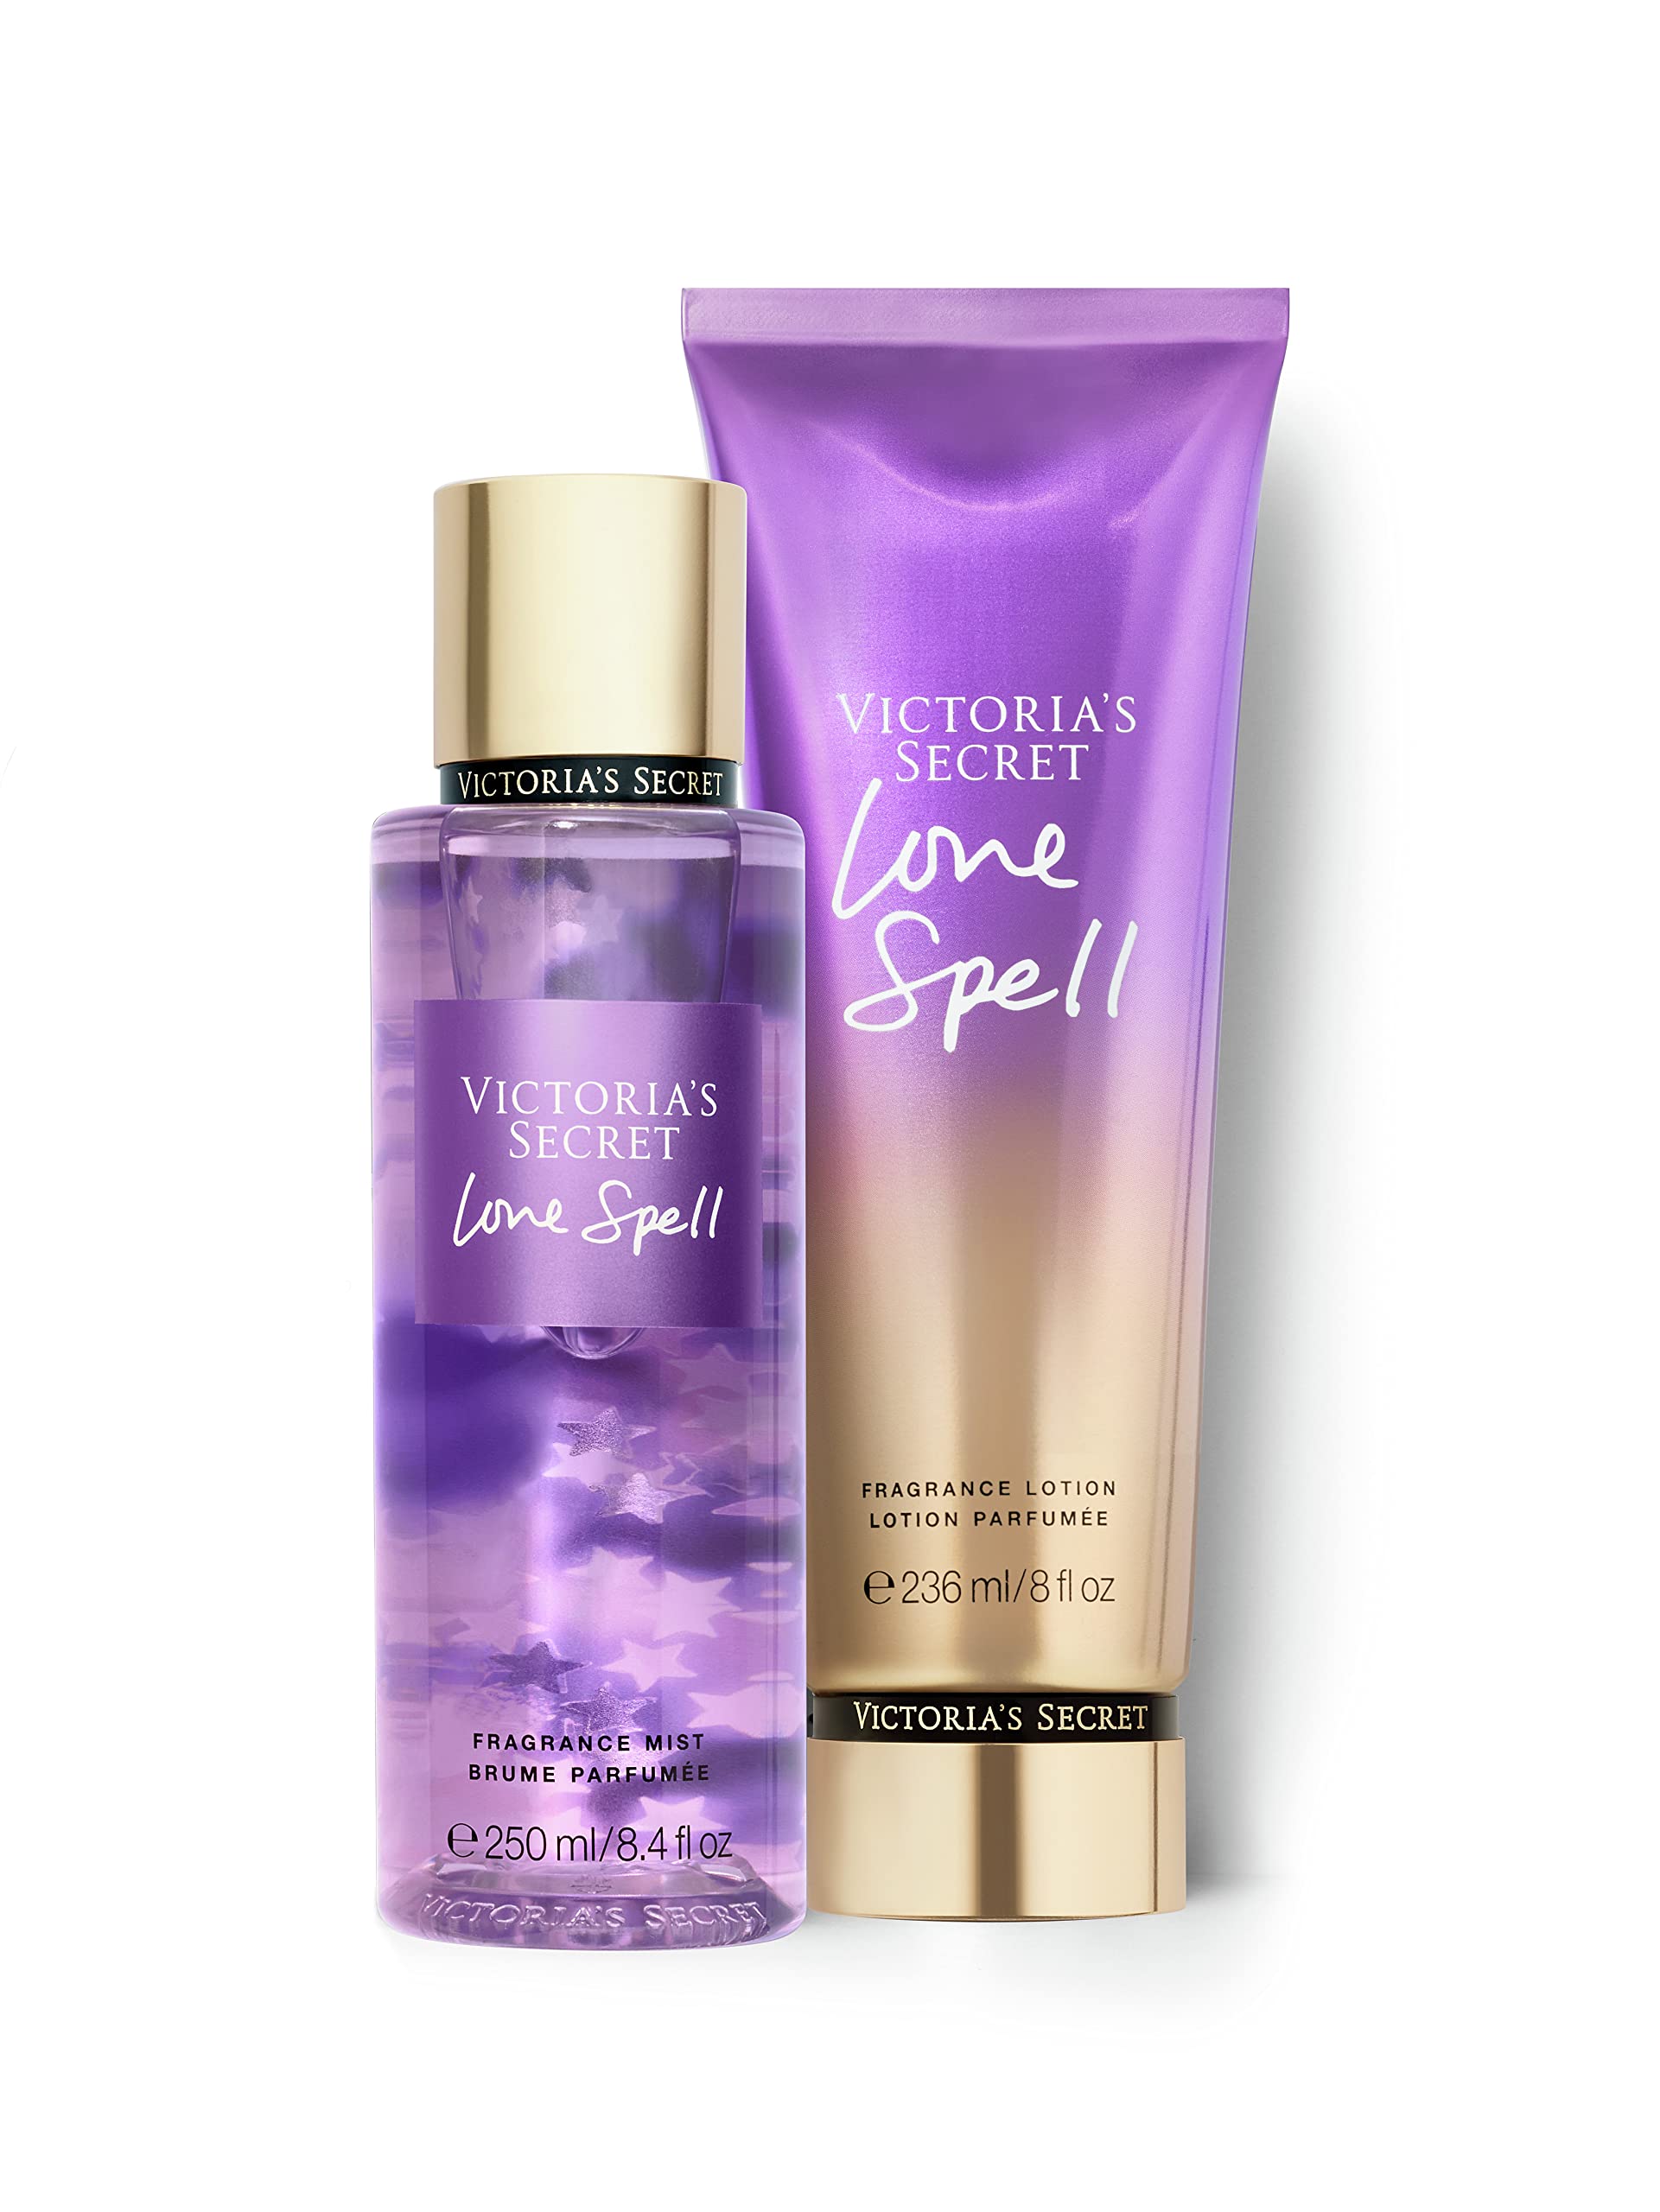 VICTORIA'S SECRET
VICTORIA'S
SECRET
Love Spell
FRAGRANCE MIST
BRUME PARFUMÉE
℮ 250 ml/8.4 fl oz
VICTORIA'S SECRET
VICTORIA'S
SECRET
Love
Spell
FRAGRANCE LOTION
LOTION PARFUMÉE
℮ 236 ml/8 fl oz
VICTORIA'S SECRET